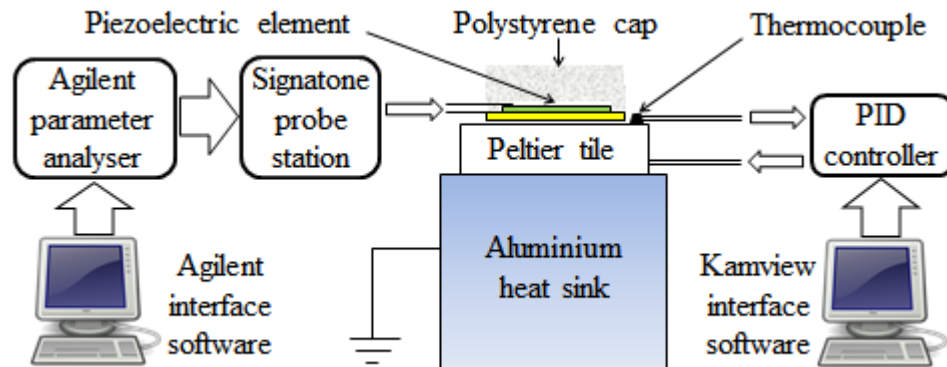 Piezoelectric element
Polystyrene cap
Thermocouple
Agilent
parameter
analyser
Signatone
probe
station
PID
controller
Peltier tile
Aluminium
heat sink
Agilent
interface
software
Kamview
interface
software